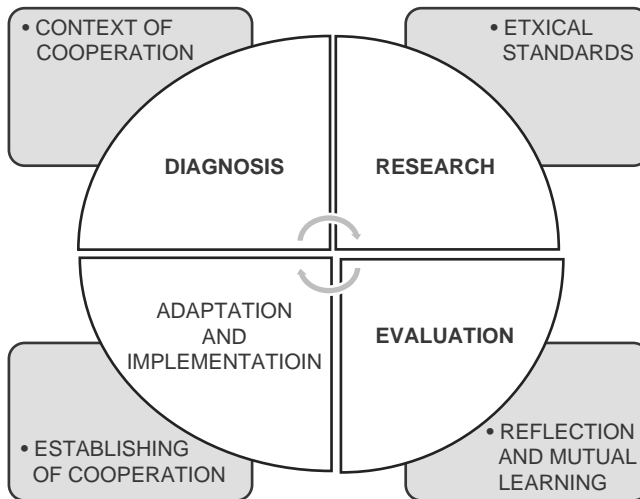 • CONTEXT OF
COOPERATION
• ETXICAL
STANDARDS
DIAGNOSIS
RESEARCH
ADAPTATION
AND
IMPLEMENTATIOIN
EVALUATION
• ESTABLISHING
OF COOPERATION
• REFLECTION
AND MUTUAL
LEARNING